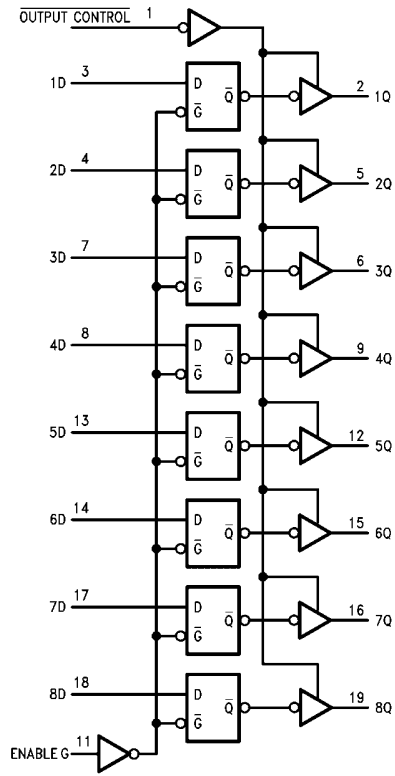 OUTPUT CONTROL 1
1D 3 D Q̅ G̅ 2 1Q
2D 4 D Q̅ G̅ 5 2Q
3D 7 D Q̅ G̅ 6 3Q
4D 8 D Q̅ G̅ 9 4Q
5D 13 D Q̅ G̅ 12 5Q
6D 14 D Q̅ G̅ 15 6Q
7D 17 D Q̅ G̅ 16 7Q
8D 18 D Q̅ G̅ 19 8Q
ENABLE G 11